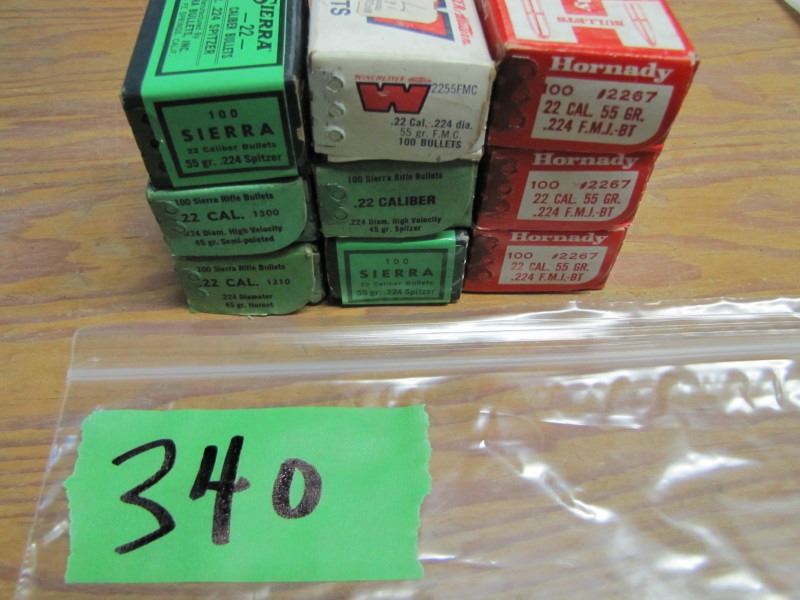 SIERRA
-22-
CALIBER BULLETS
.224 SPITZER
BULLETS, INC.
100
SIERRA
22 Caliber Bullets
55 gr. .224 Spitzer
100 Sierra Rifle Bullets
.22 CAL. 1300
.224 Diam. High Velocity
45 gr. Semi-pointed
100 Sierra Rifle Bullets
.22 CAL. 1210
.224 Diameter
45 gr. Hornet
WINCHESTER
W
2255FMC
.22 Cal. .224 dia.
55 gr. F.M.C.
100 BULLETS
100 Sierra Rifle Bullets
.22 CALIBER
.224 Diam. High Velocity
45 gr. Spitzer
100
SIERRA
22 Caliber Bullets
55 gr. .224 Spitzer
BULLETS
Hornady
100 #2267
22 CAL. 55 GR.
.224 F.M.J.-BT
Hornady
100 #2267
22 CAL. 55 GR.
.224 F.M.J.-BT
Hornady
100 #2267
22 CAL. 55 GR.
.224 F.M.J.-BT
340